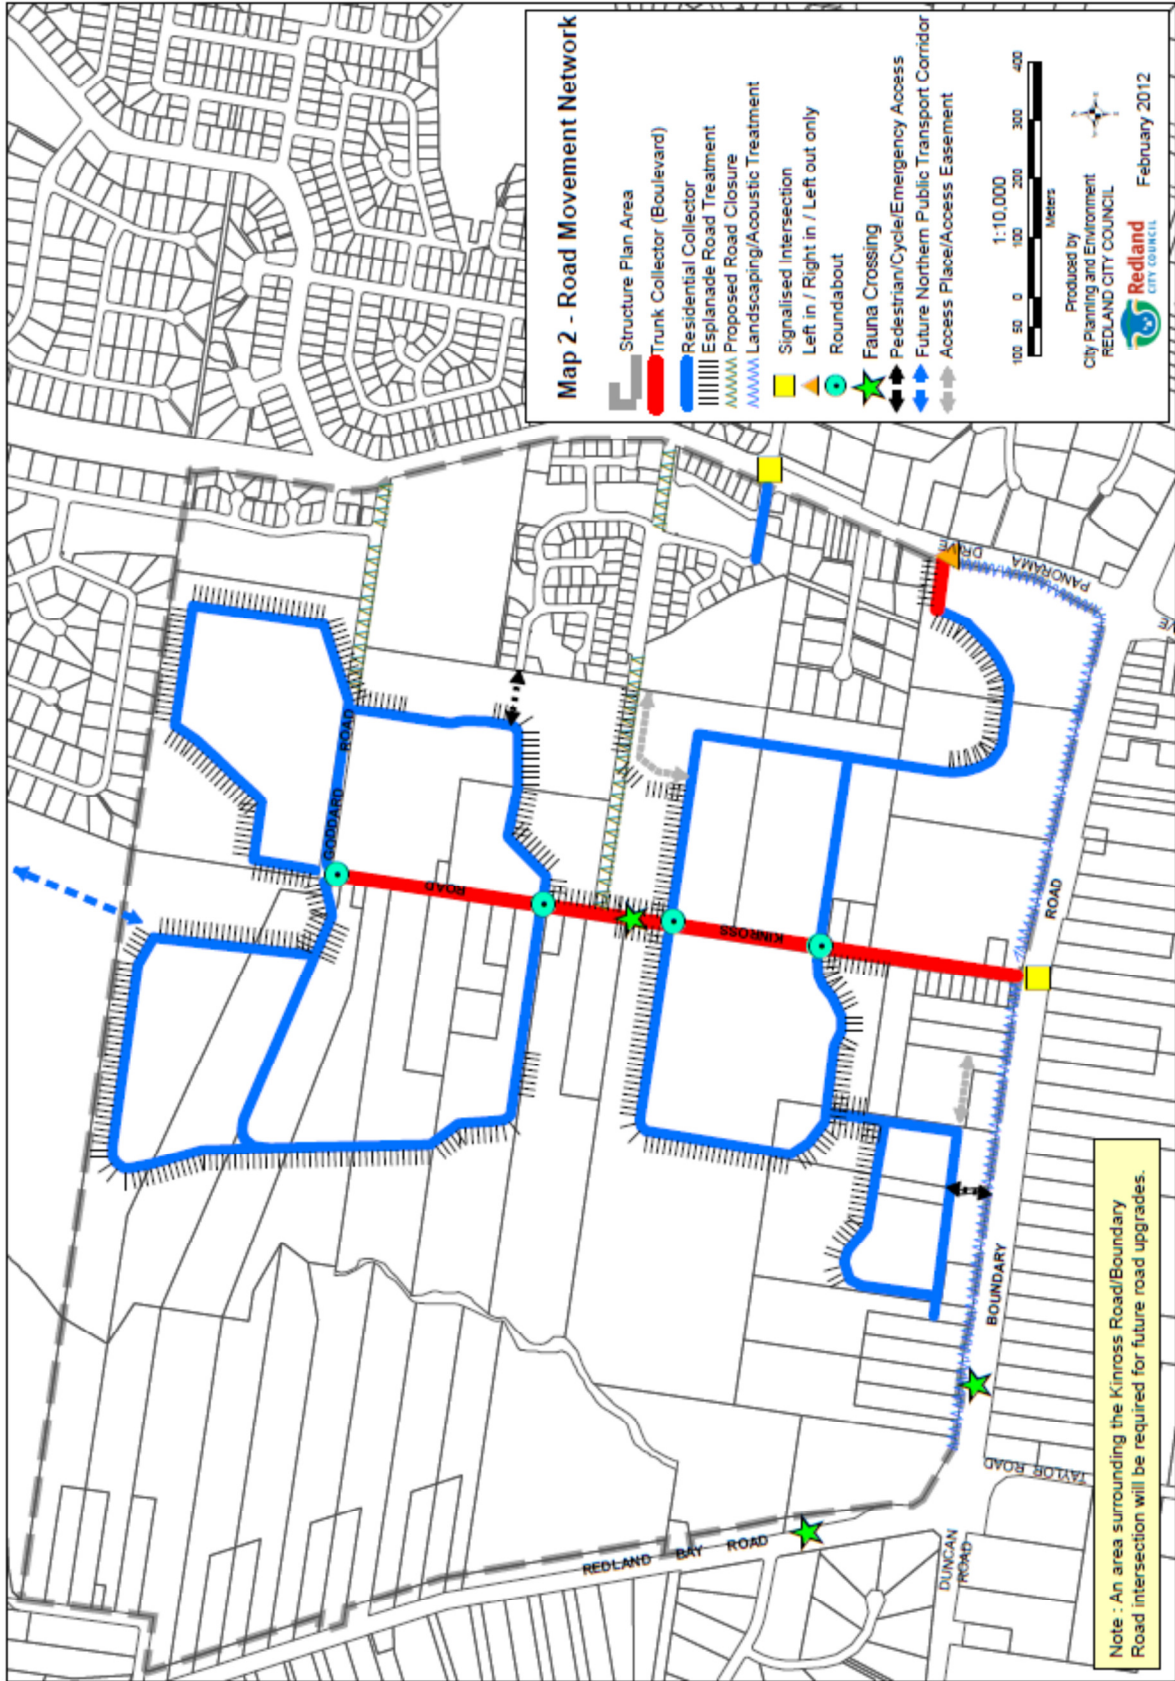 Map 2 - Road Movement Network
Structure Plan Area
Trunk Collector (Boulevard)
Residential Collector
Esplanade Road Treatment
Proposed Road Closure
Landscaping/Acoustic Treatment
Signalised Intersection
Left in / Right in / Left out only
Roundabout
Fauna Crossing
Pedestrian/Cycle/Emergency Access
Future Northern Public Transport Corridor
Access Place/Access Easement
1:10,000
100 50 0 100 200 300 400
Meters
Produced by
City Planning and Environment
REDLAND CITY COUNCIL
Redland
CITY COUNCIL
February 2012
GODDARD ROAD
KINROSS ROAD
PANORAMA
DRIVE
BOUNDARY ROAD
REDLAND BAY ROAD
DUNCAN
ROAD
TAYLOR ROAD
Note : An area surrounding the Kinross Road/Boundary
Road intersection will be required for future road upgrades.